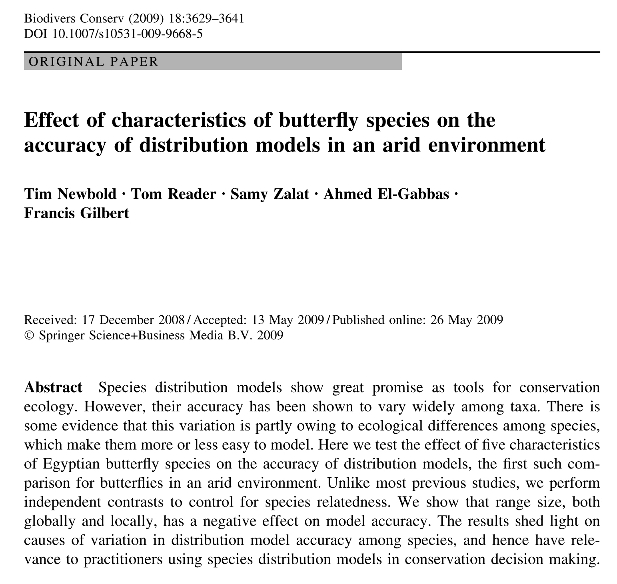 Biodivers Conserv (2009) 18:3629–3641
DOI 10.1007/s10531-009-9668-5
ORIGINAL PAPER
Effect of characteristics of butterfly species on the
accuracy of distribution models in an arid environment
Tim Newbold · Tom Reader · Samy Zalat · Ahmed El-Gabbas ·
Francis Gilbert
Received: 17 December 2008 / Accepted: 13 May 2009 / Published online: 26 May 2009
© Springer Science+Business Media B.V. 2009
Abstract Species distribution models show great promise as tools for conservation
ecology. However, their accuracy has been shown to vary widely among taxa. There is
some evidence that this variation is partly owing to ecological differences among species,
which make them more or less easy to model. Here we test the effect of five characteristics
of Egyptian butterfly species on the accuracy of distribution models, the first such com-
parison for butterflies in an arid environment. Unlike most previous studies, we perform
independent contrasts to control for species relatedness. We show that range size, both
globally and locally, has a negative effect on model accuracy. The results shed light on
causes of variation in distribution model accuracy among species, and hence have rele-
vance to practitioners using species distribution models in conservation decision making.